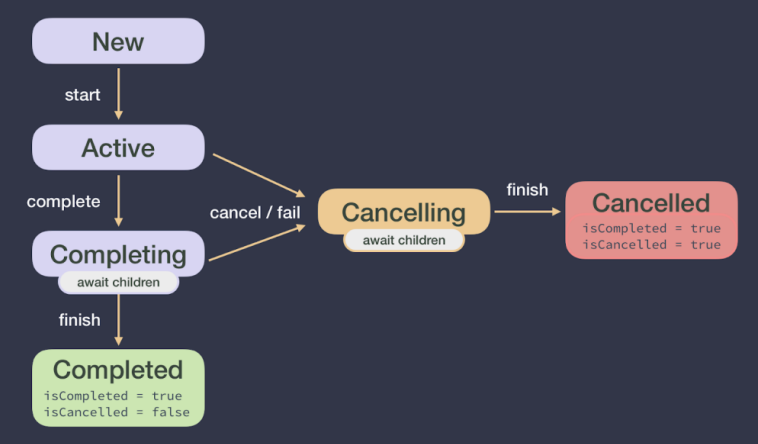 New
start
Active
complete
cancel / fail
Completing
await children
Cancelling
await children
finish
Cancelled
isCompleted = true
isCancelled = true
finish
Completed
isCompleted = true
isCancelled = false